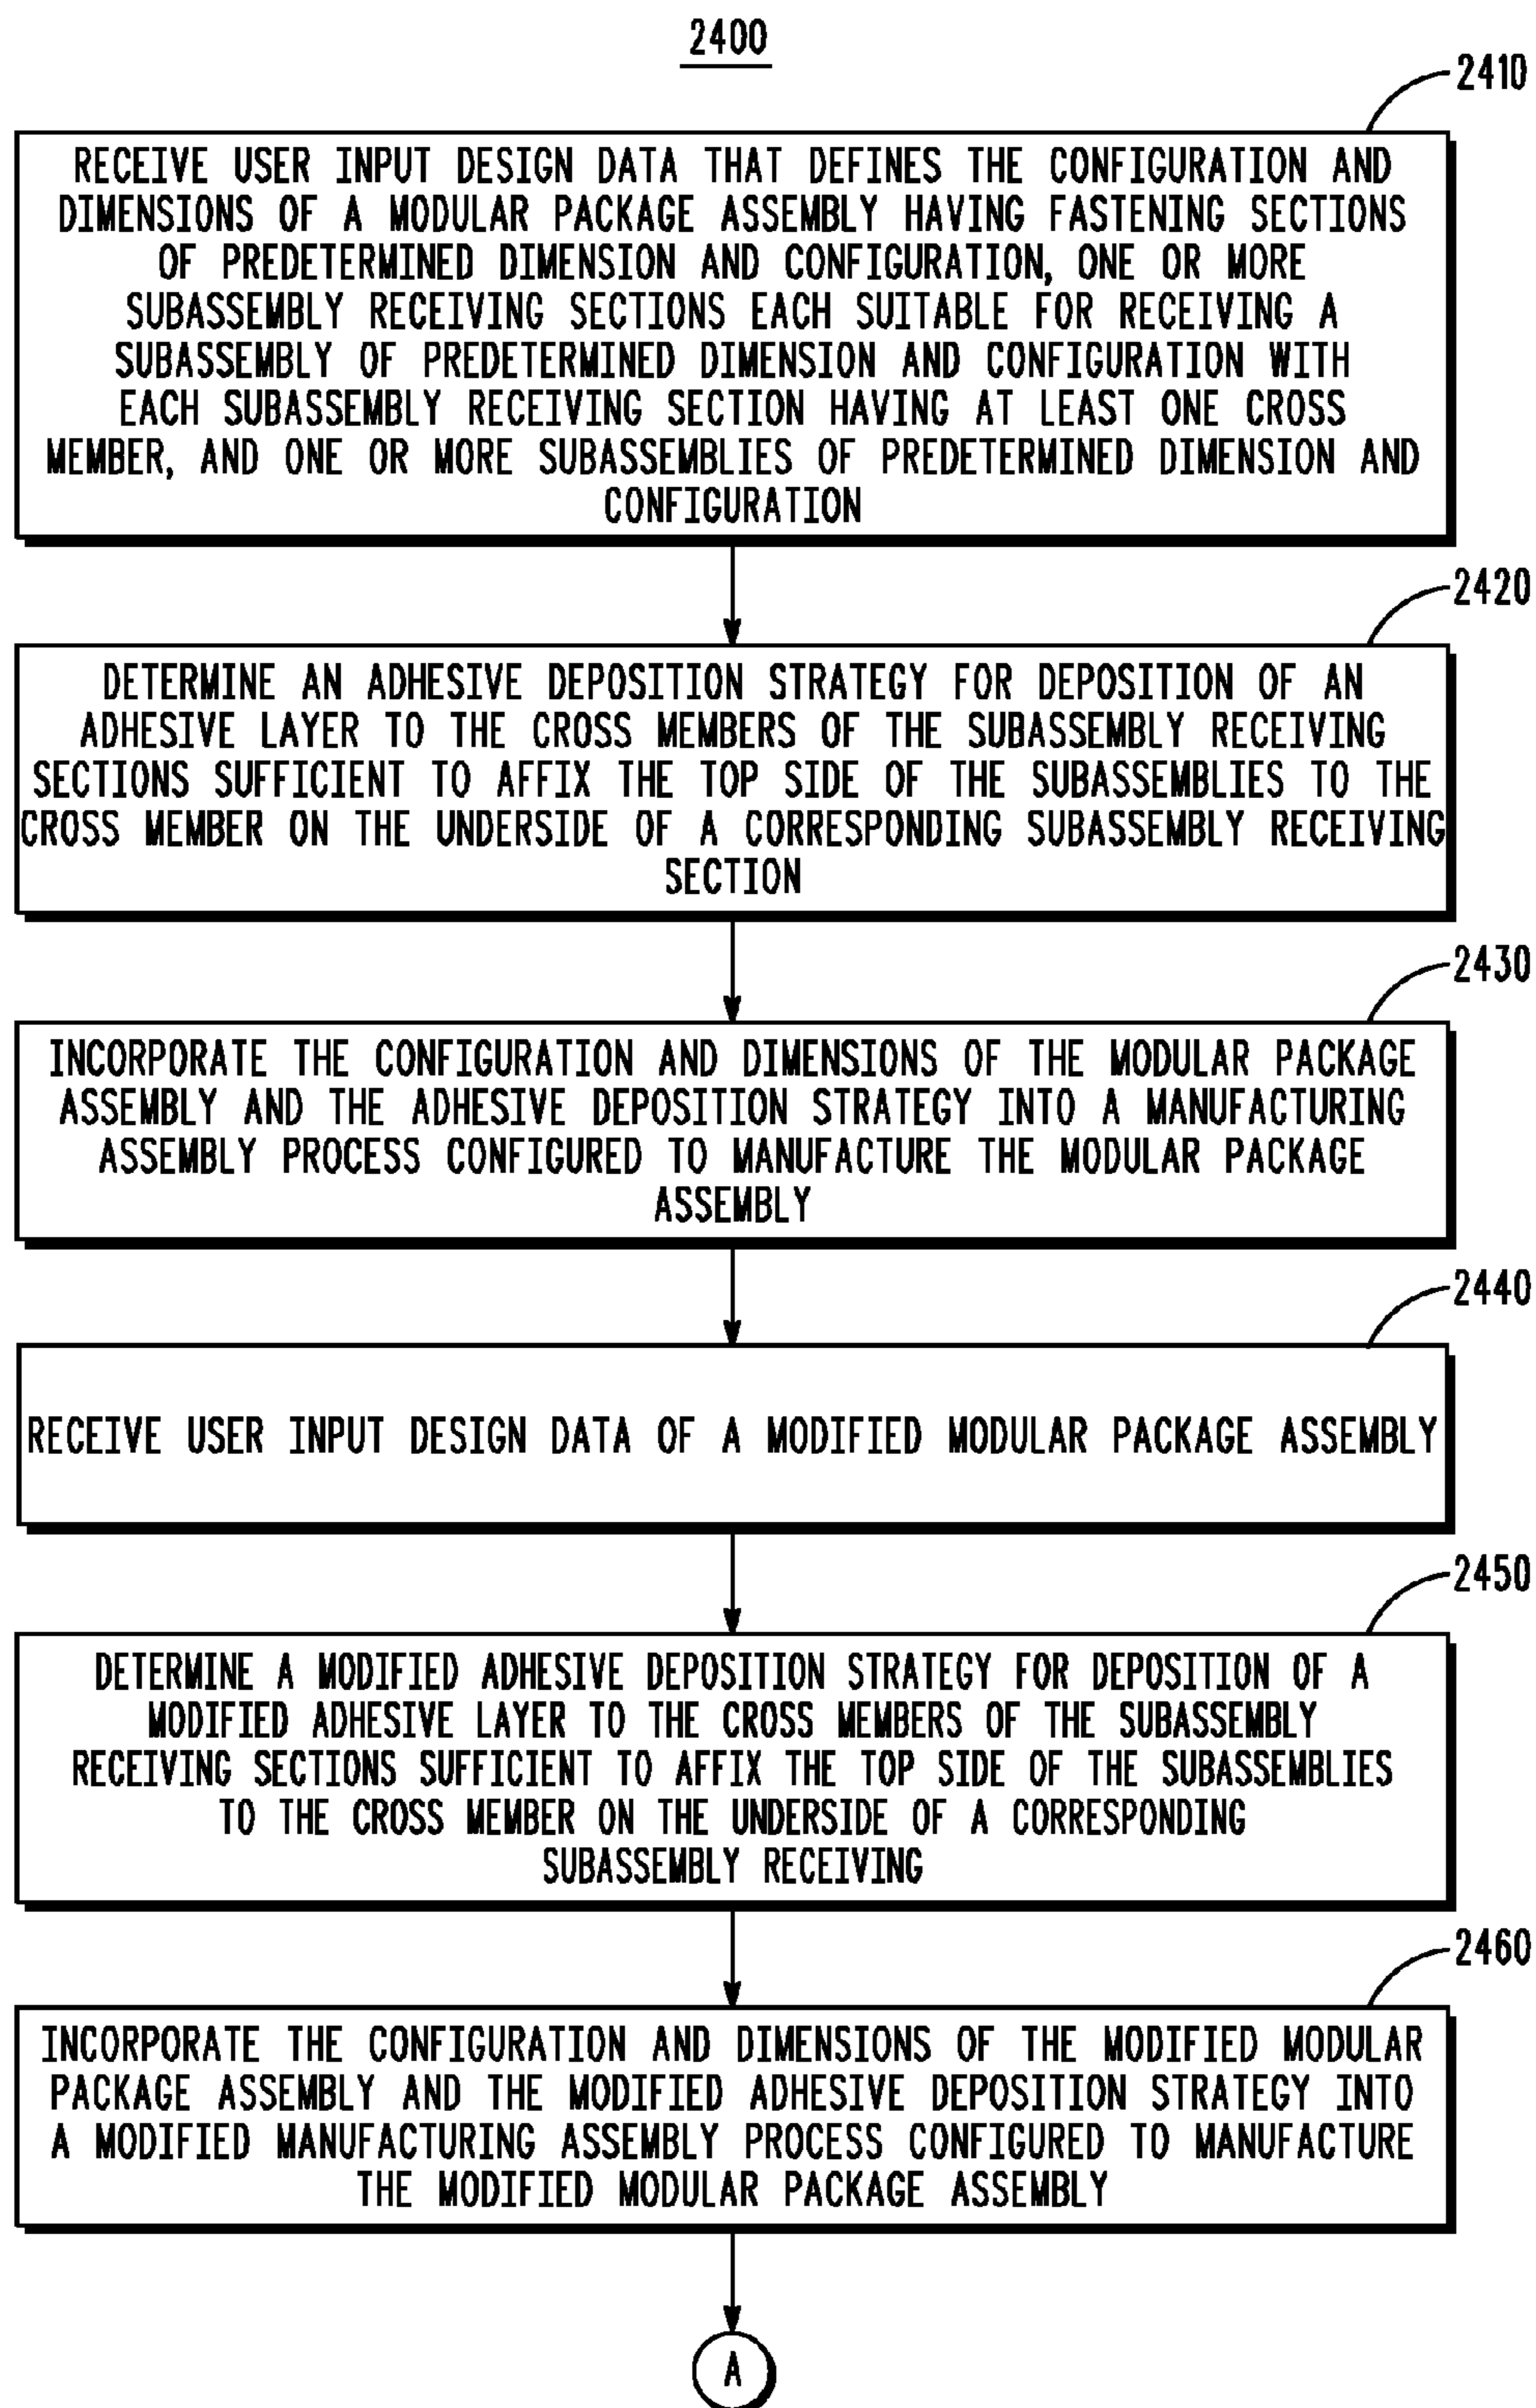 2400
2410
RECEIVE USER INPUT DESIGN DATA THAT DEFINES THE CONFIGURATION AND
DIMENSIONS OF A MODULAR PACKAGE ASSEMBLY HAVING FASTENING SECTIONS
OF PREDETERMINED DIMENSION AND CONFIGURATION, ONE OR MORE
SUBASSEMBLY RECEIVING SECTIONS EACH SUITABLE FOR RECEIVING A
SUBASSEMBLY OF PREDETERMINED DIMENSION AND CONFIGURATION WITH
EACH SUBASSEMBLY RECEIVING SECTION HAVING AT LEAST ONE CROSS
MEMBER, AND ONE OR MORE SUBASSEMBLIES OF PREDETERMINED DIMENSION AND
CONFIGURATION
2420
DETERMINE AN ADHESIVE DEPOSITION STRATEGY FOR DEPOSITION OF AN
ADHESIVE LAYER TO THE CROSS MEMBERS OF THE SUBASSEMBLY RECEIVING
SECTIONS SUFFICIENT TO AFFIX THE TOP SIDE OF THE SUBASSEMBLIES TO THE
CROSS MEMBER ON THE UNDERSIDE OF A CORRESPONDING SUBASSEMBLY RECEIVING
SECTION
2430
INCORPORATE THE CONFIGURATION AND DIMENSIONS OF THE MODULAR PACKAGE
ASSEMBLY AND THE ADHESIVE DEPOSITION STRATEGY INTO A MANUFACTURING
ASSEMBLY PROCESS CONFIGURED TO MANUFACTURE THE MODULAR PACKAGE
ASSEMBLY
2440
RECEIVE USER INPUT DESIGN DATA OF A MODIFIED MODULAR PACKAGE ASSEMBLY
2450
DETERMINE A MODIFIED ADHESIVE DEPOSITION STRATEGY FOR DEPOSITION OF A
MODIFIED ADHESIVE LAYER TO THE CROSS MEMBERS OF THE SUBASSEMBLY
RECEIVING SECTIONS SUFFICIENT TO AFFIX THE TOP SIDE OF THE SUBASSEMBLIES
TO THE CROSS MEMBER ON THE UNDERSIDE OF A CORRESPONDING
SUBASSEMBLY RECEIVING
2460
INCORPORATE THE CONFIGURATION AND DIMENSIONS OF THE MODIFIED MODULAR
PACKAGE ASSEMBLY AND THE MODIFIED ADHESIVE DEPOSITION STRATEGY INTO
A MODIFIED MANUFACTURING ASSEMBLY PROCESS CONFIGURED TO MANUFACTURE
THE MODIFIED MODULAR PACKAGE ASSEMBLY
A